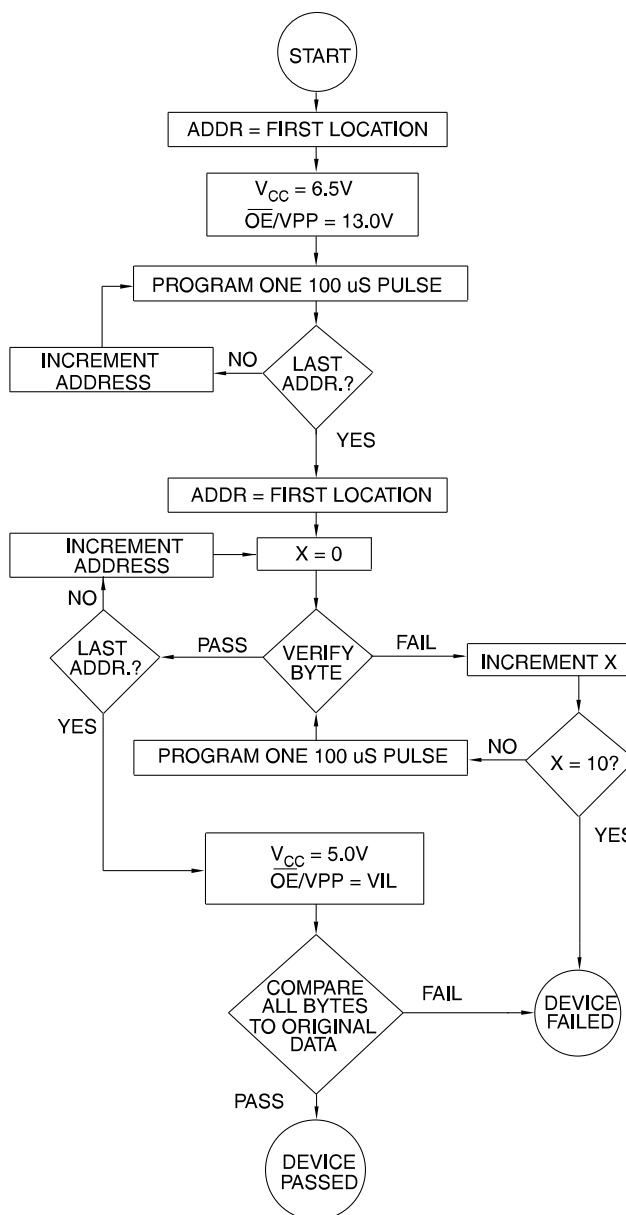 START
ADDR = FIRST LOCATION
VCC = 6.5V
O̅E̅/VPP = 13.0V
PROGRAM ONE 100 uS PULSE
INCREMENT
ADDRESS
NO
LAST
ADDR.?
YES
ADDR = FIRST LOCATION
INCREMENT
ADDRESS
X = 0
NO
LAST
ADDR.?
PASS
VERIFY
BYTE
FAIL
INCREMENT X
YES
PROGRAM ONE 100 uS PULSE
NO
X = 10?
YES
VCC = 5.0V
O̅E̅/VPP = VIL
COMPARE
ALL BYTES
TO ORIGINAL
DATA
FAIL
DEVICE
FAILED
PASS
DEVICE
PASSED